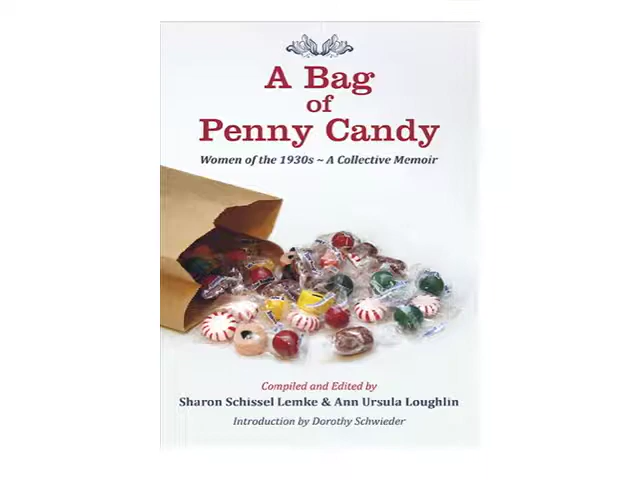 A Bag
of
Penny Candy
Women of the 1930s ~ A Collective Memoir
Compiled and Edited by
Sharon Schissel Lemke & Ann Ursula Loughlin
Introduction by Dorothy Schwieder